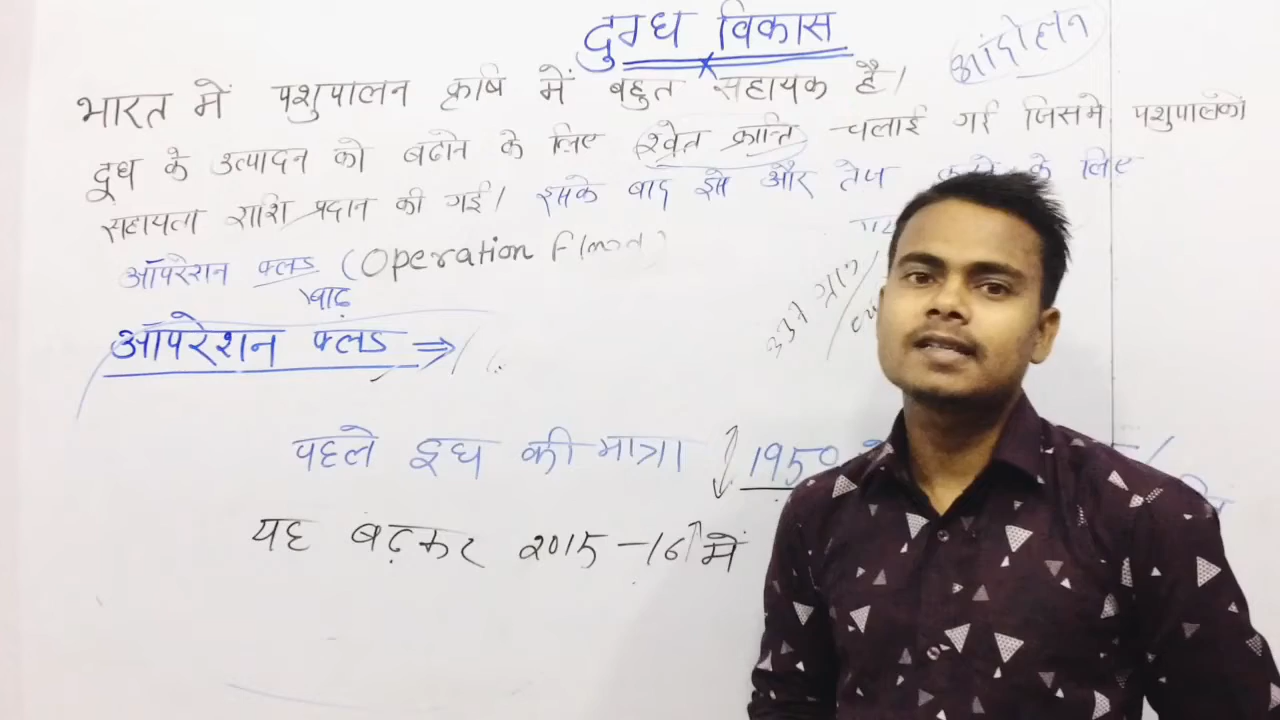 दुग्ध विकास
आंदोलन
भारत में पशुपालन कृषि में बहुत सहायक है।
दूध के उत्पादन को बढाने के लिए श्वेत क्रान्ति चलाई गई जिसमे पशुपालकों
सहायता राशि प्रदान की गई। इसके बाद इसे और तेज करने के लिए
ऑपरेशन फ्लड (Operation Flood)
बाढ़
337 ग्राम
ऑपरेशन फ्लड ⇒
पहले दूध की मात्रा 1950
यह बढ़कर 2015-16 में